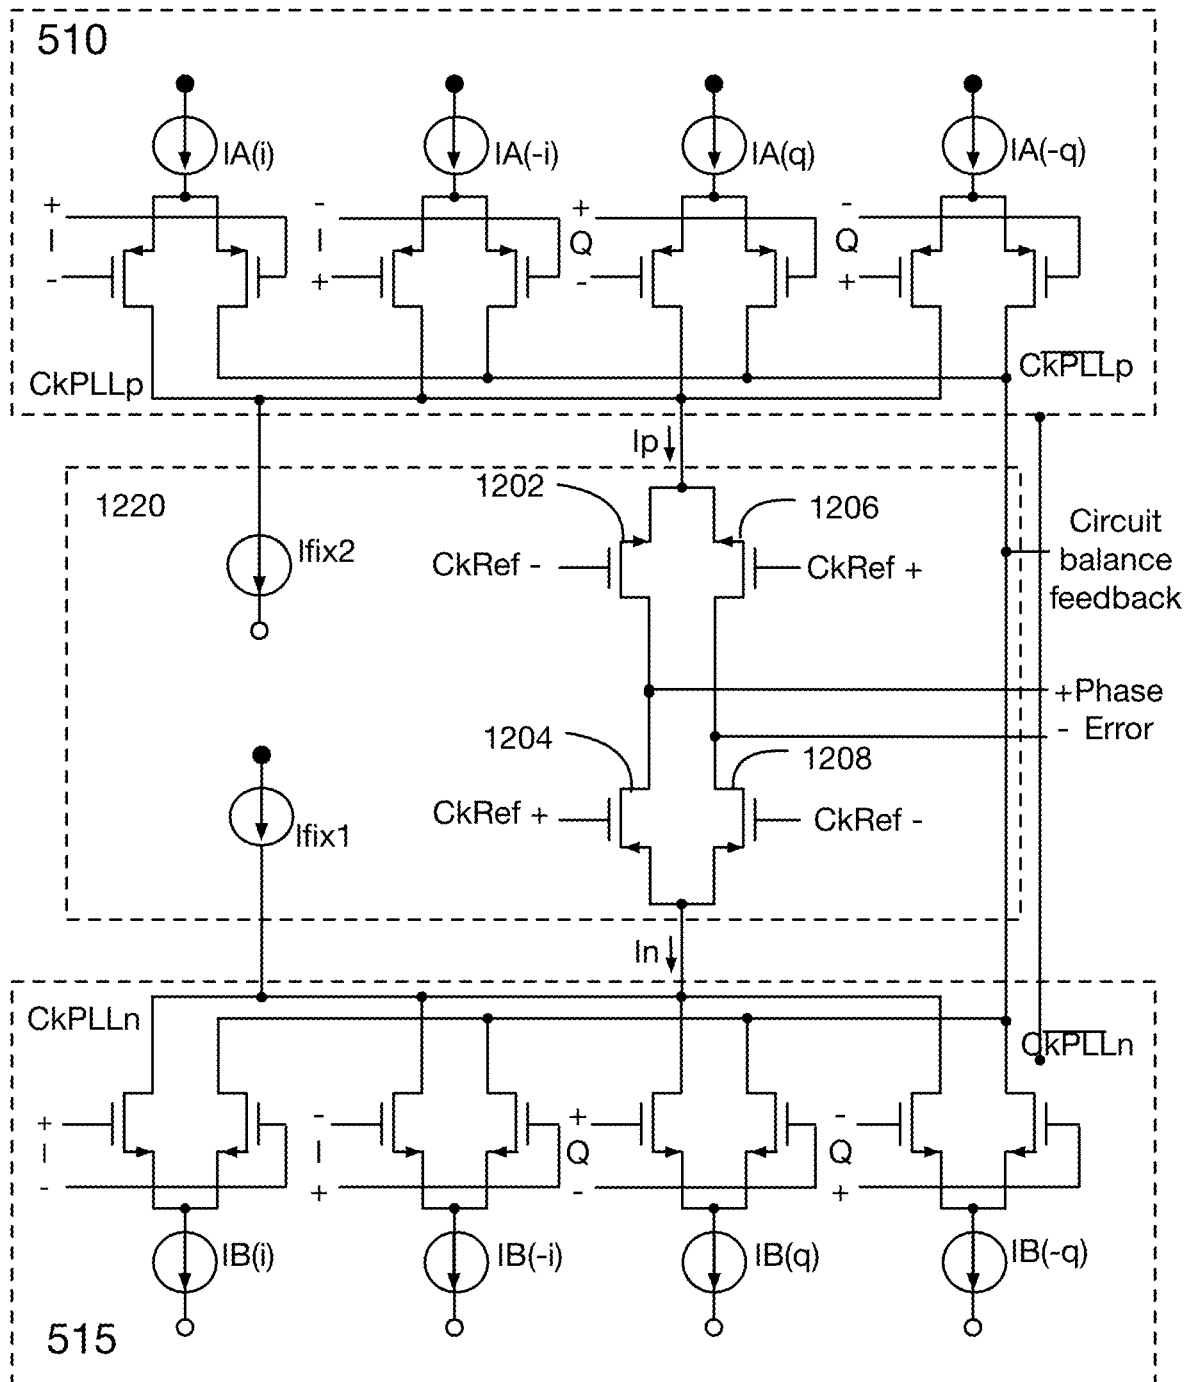 510
IA(i)
IA(-i)
IA(q)
IA(-q)
+
I
-
-
I
+
+
Q
-
-
Q
+
CkPLLp
CkPLLp
Ip
1220
1202
1206
Ifix2
CkRef -
CkRef +
Circuit
balance
feedback
+Phase
- Error
1204
1208
Ifix1
CkRef +
CkRef -
In
CkPLLn
CkPLLn
+
I
-
-
I
+
+
Q
-
-
Q
+
IB(i)
IB(-i)
IB(q)
IB(-q)
515